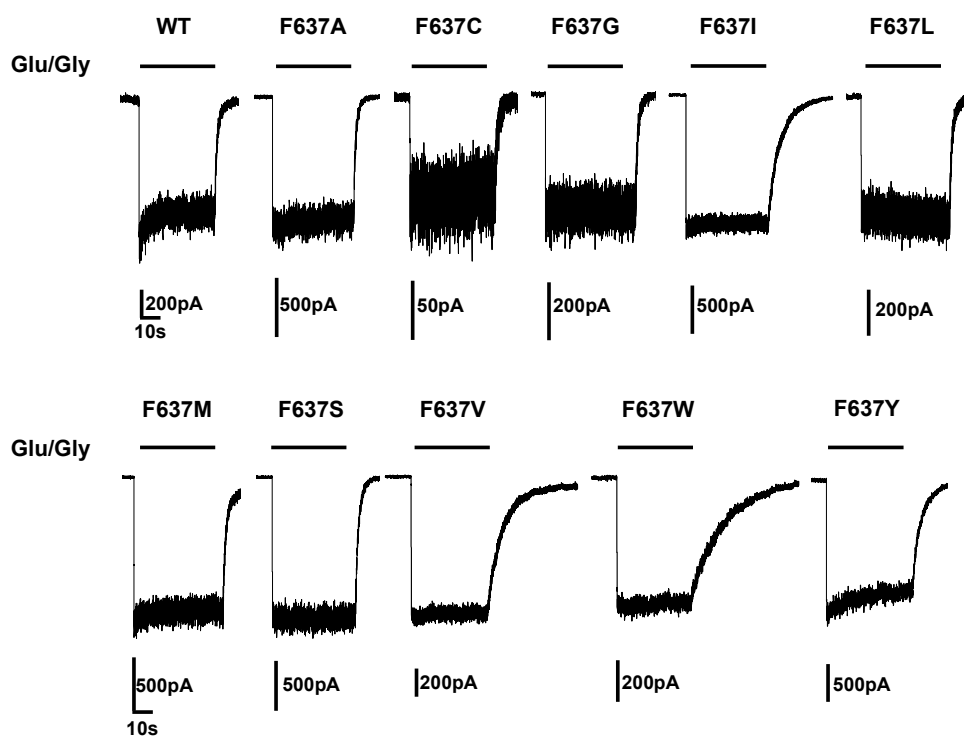 WT F637A F637C F637G F637I F637L
Glu/Gly
200pA 500pA 50pA 200pA 500pA 200pA
10s
F637M F637S F637V F637W F637Y
Glu/Gly
500pA 500pA 200pA 200pA 500pA
10s